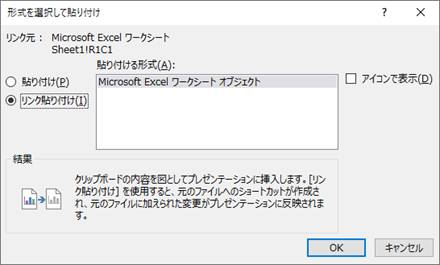 形式を選択して貼り付け
リンク元： Microsoft Excel ワークシート
Sheet1!R1C1
貼り付ける形式(A):
貼り付け(P)
Microsoft Excel ワークシート オブジェクト
アイコンで表示(D)
リンク貼り付け(I)
結果
クリップボードの内容を図としてプレゼンテーションに挿入します。[リン
ク貼り付け] を使用すると、元のファイルへのショートカットが作成さ
れ、元のファイルに加えられた変更がプレゼンテーションに反映されま
す。
OK
キャンセル